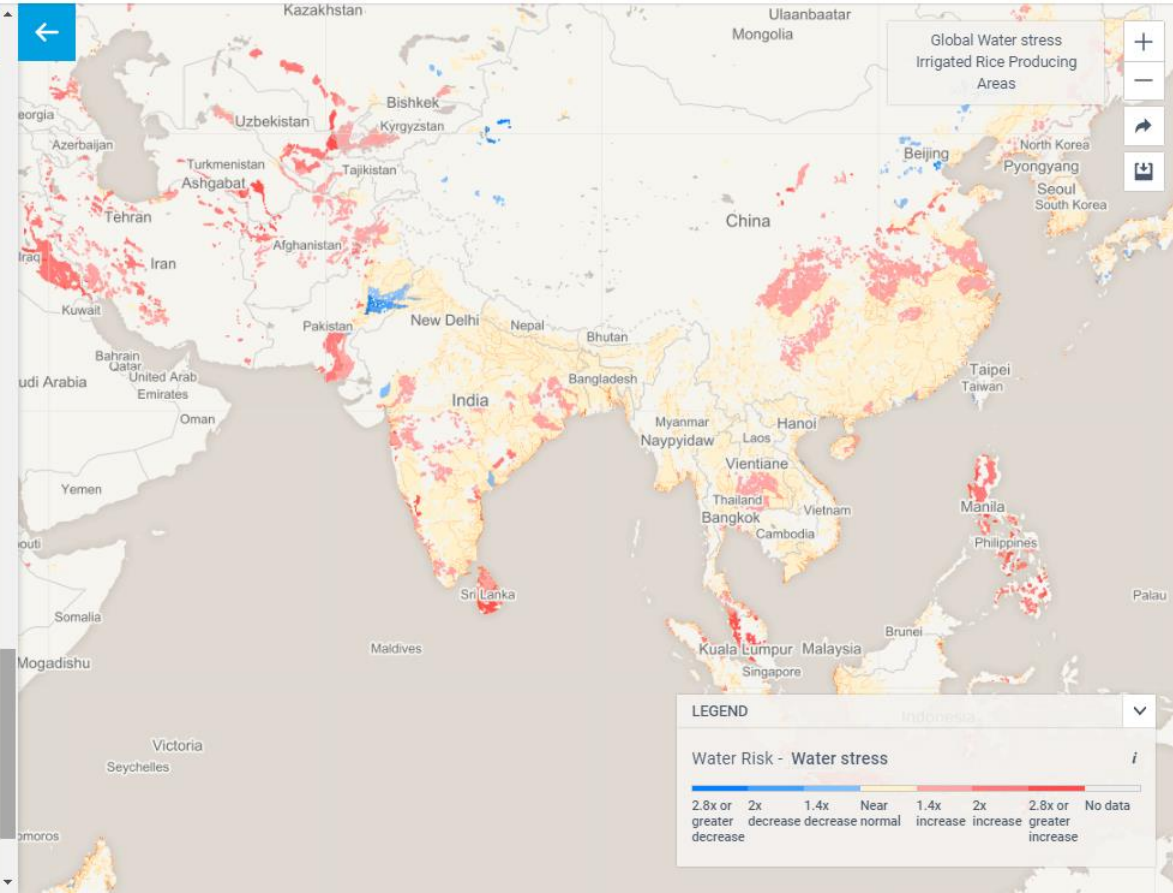 Kazakhstan
Ulaanbaatar
Mongolia
Global Water stress
Irrigated Rice Producing
Areas
Bishkek
Kyrgyzstan
Uzbekistan
eorgia
Azerbaijan
Beijing
North Korea
Pyongyang
Turkmenistan
Tajikistan
Ashgabat
Seoul
South Korea
Tehran
China
Afghanistan
Iraq
Iran
Kuwait
Pakistan
New Delhi
Nepal
Bhutan
Bahrain
Qatar
Taipei
Taiwan
udi Arabia
United Arab
Emirates
Bangladesh
India
Oman
Myanmar
Hanoi
Naypyidaw
Laos
Vientiane
Yemen
Thailand
Bangkok
Vietnam
Manila
Cambodia
outi
Philippines
Sri Lanka
Palau
Somalia
Brunei
Maldives
Kuala Lumpur
Malaysia
Mogadishu
Singapore
LEGEND
Indonesia
Victoria
Seychelles
Water Risk - Water stress
i
2.8x or greater decrease
2x decrease
1.4x decrease
Near normal
1.4x increase
2x increase
2.8x or greater increase
No data
omoros